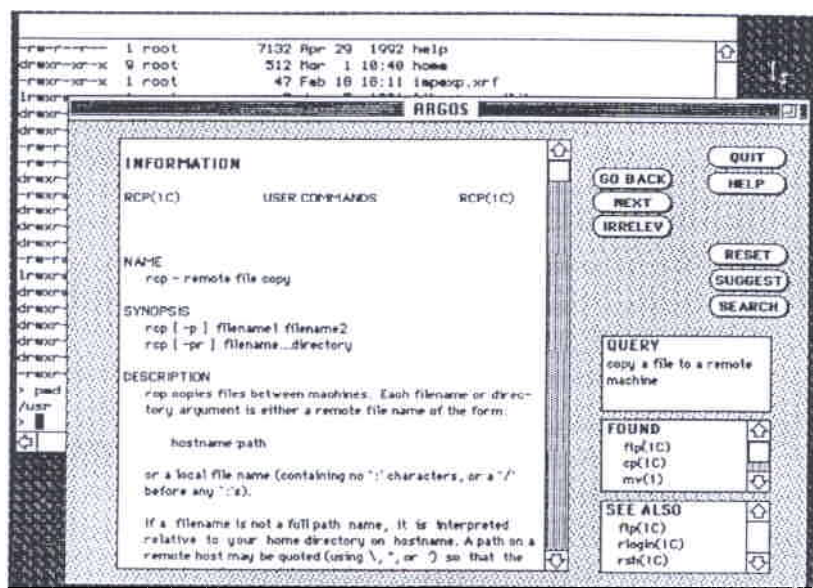 -rw-r--r-- 1 root 7132 Apr 29 1992 help
drwxr-xr-x 9 root 512 Mar 1 10:40 home
-rwxr-xr-x 1 root 47 Feb 18 18:11 impexp.xrf
ARGOS
INFORMATION
RCP(1C) USER COMMANDS RCP(1C)
NAME
rcp - remote file copy
SYNOPSIS
rcp [ -p ] filename1 filename2
rcp [ -pr ] filename...directory
DESCRIPTION
rcp copies files between machines. Each filename or direc-
tory argument is either a remote file name of the form:
hostname:path
or a local file name (containing no ':' characters, or a '/'
before any ':'s).
If a filename is not a full path name, it is interpreted
relative to your home directory on hostname. A path on a
remote host may be quoted (using \, ", or ') so that the
GO BACK
NEXT
IRRELEV
QUIT
HELP
RESET
SUGGEST
SEARCH
QUERY
copy a file to a remote
machine
FOUND
ftp(1C)
cp(1C)
mv(1)
SEE ALSO
ftp(1C)
rlogin(1C)
rsh(1C)
> pwd
/usr
>